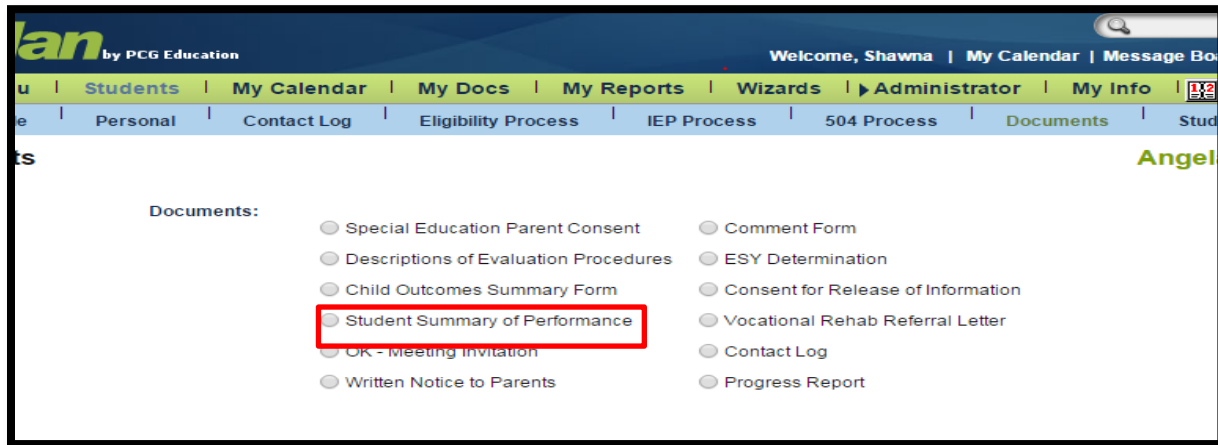 lan by PCG Education
Welcome, Shawna | My Calendar | Message Boa
u | Students | My Calendar | My Docs | My Reports | Wizards | Administrator | My Info |
le | Personal | Contact Log | Eligibility Process | IEP Process | 504 Process | Documents | Stud
ts
Angela
Documents:
Special Education Parent Consent
Comment Form
Descriptions of Evaluation Procedures
ESY Determination
Child Outcomes Summary Form
Consent for Release of Information
Student Summary of Performance
Vocational Rehab Referral Letter
OK - Meeting Invitation
Contact Log
Written Notice to Parents
Progress Report